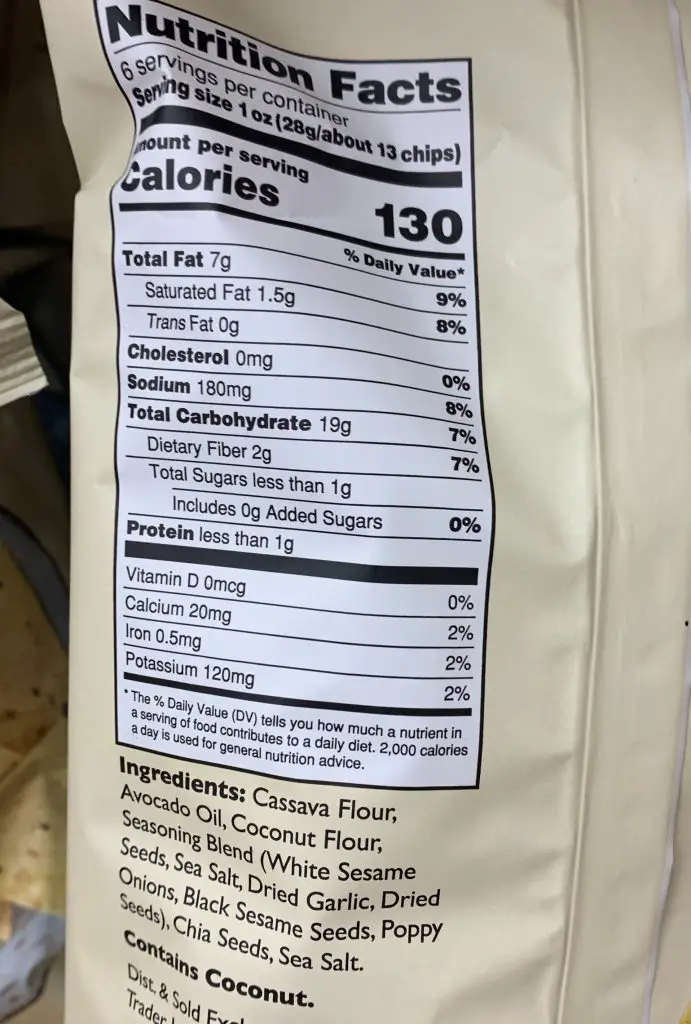 Nutrition Facts
6 servings per container
Serving size 1 oz (28g/about 13 chips)
Amount per serving
Calories 130
% Daily Value*
Total Fat 7g 9%
Saturated Fat 1.5g 8%
Trans Fat 0g
Cholesterol 0mg 0%
Sodium 180mg 8%
Total Carbohydrate 19g 7%
Dietary Fiber 2g 7%
Total Sugars less than 1g
Includes 0g Added Sugars 0%
Protein less than 1g
Vitamin D 0mcg 0%
Calcium 20mg 2%
Iron 0.5mg 2%
Potassium 120mg 2%
* The % Daily Value (DV) tells you how much a nutrient in
a serving of food contributes to a daily diet. 2,000 calories
a day is used for general nutrition advice.
Ingredients: Cassava Flour,
Avocado Oil, Coconut Flour,
Seasoning Blend (White Sesame
Seeds, Sea Salt, Dried Garlic, Dried
Onions, Black Sesame Seeds, Poppy
Seeds), Chia Seeds, Sea Salt.
Contains Coconut.
Dist. & Sold
Trader